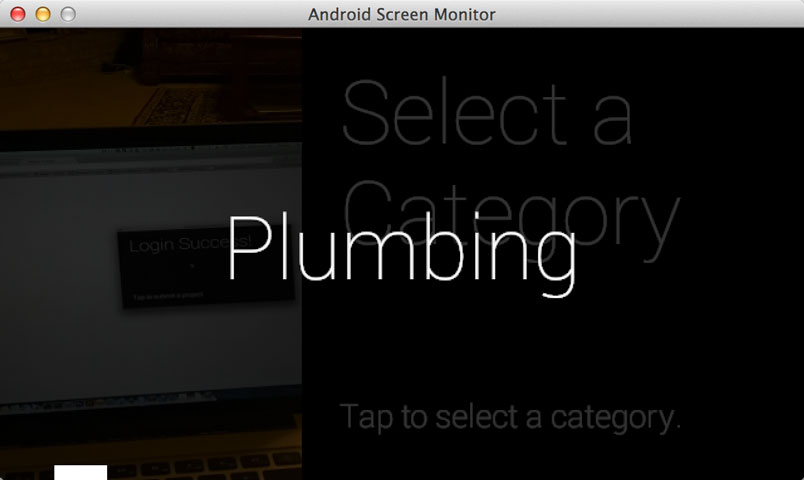 Android Screen Monitor
Select a
Category
Plumbing
Login Success!
Tap to submit a project
Tap to select a category.